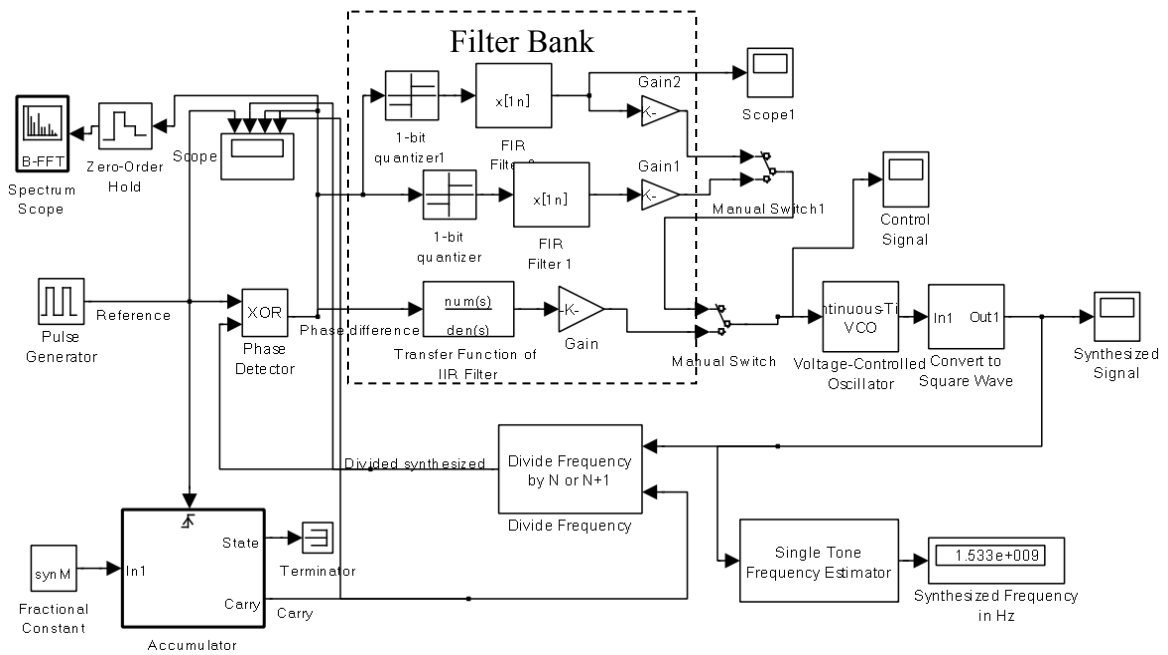 Filter Bank
Gain2
x[1n]
Scope1
B-FFT
Scope
1-bit
quantizer1
FIR
Zero-Order
Hold
Spectrum
Scope
-K-
Gain1
x[1n]
-K-
Manual Switch1
Control
Signal
1-bit
quantizer
FIR
Filter 1
Reference
XOR
Phase difference
num(s)
den(s)
-K-
VCO
In1
Out1
Pulse
Generator
Phase
Detector
Transfer Function of
IIR Filter
Gain
Manual Switch
Voltage-Controlled
Oscillator
Convert to
Square Wave
Synthesized
Signal
Divided synthesized
Divide Frequency
by N or N+1
Divide Frequency
State
Terminator
synM
In1
Carry
Carry
Fractional
Constant
Accumulator
Single Tone
Frequency Estimator
1.533e+009
Synthesized Frequency
in Hz